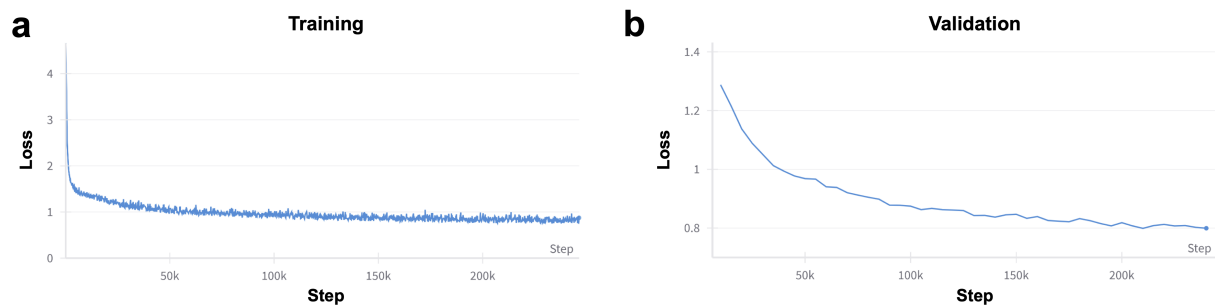 a
Training
Loss
4
3
2
1
0
50k
100k
150k
200k
Step
Step
b
Validation
Loss
1.4
1.2
1
0.8
50k
100k
150k
200k
Step
Step